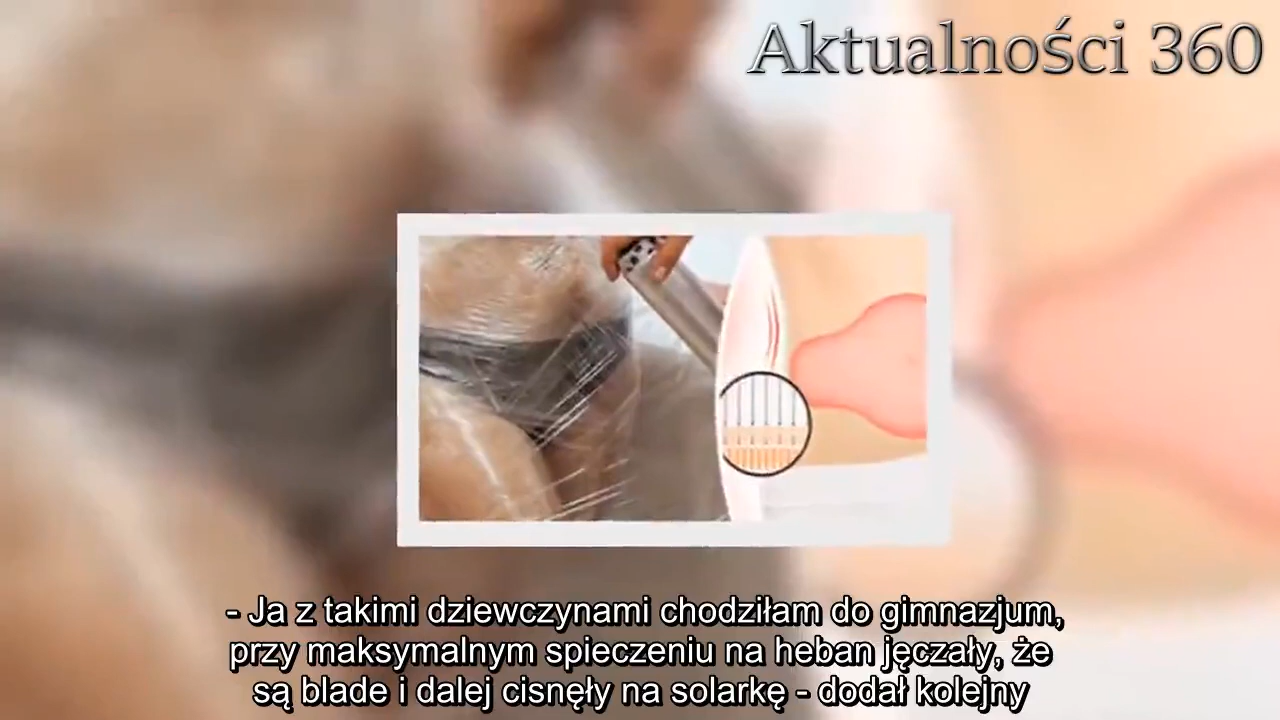 Aktualności 360
- Ja z takimi dziewczynami chodziłam do gimnazjum,
przy maksymalnym spieczeniu na heban jęczały, że
są blade i dalej cisnęły na solarkę - dodał kolejny